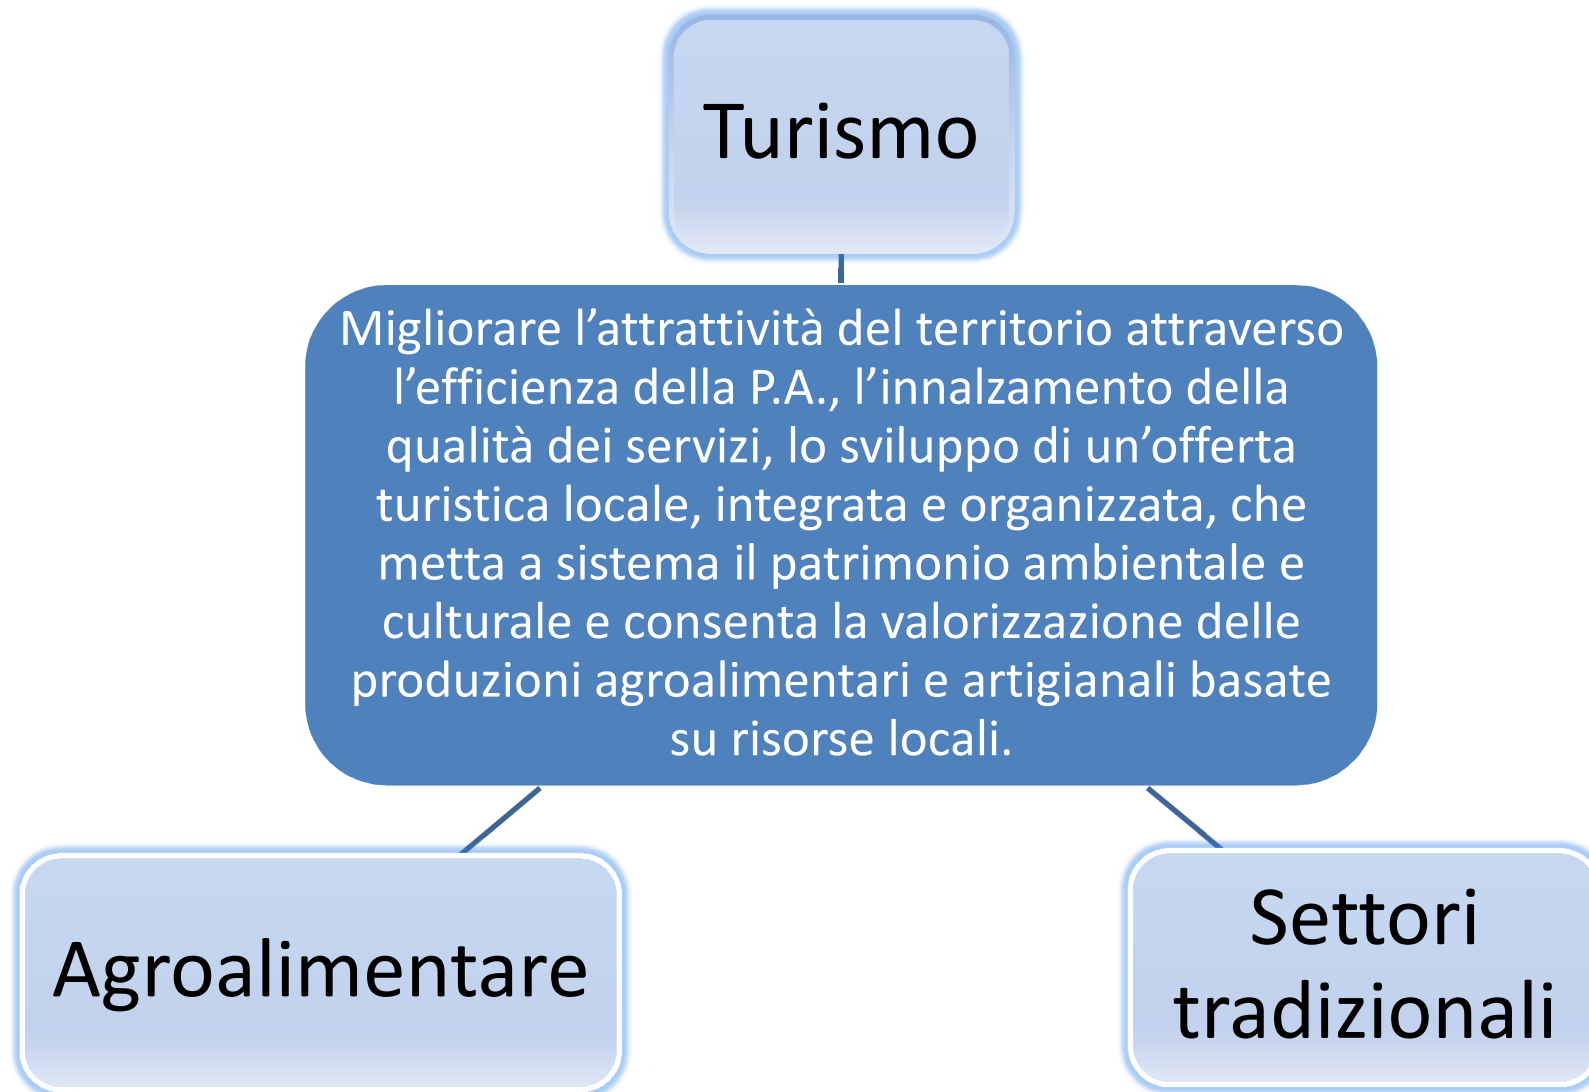 Turismo
Migliorare l’attrattività del territorio attraverso
l’efficienza della P.A., l’innalzamento della
qualità dei servizi, lo sviluppo di un’offerta
turistica locale, integrata e organizzata, che
metta a sistema il patrimonio ambientale e
culturale e consenta la valorizzazione delle
produzioni agroalimentari e artigianali basate
su risorse locali.
Agroalimentare
Settori
tradizionali